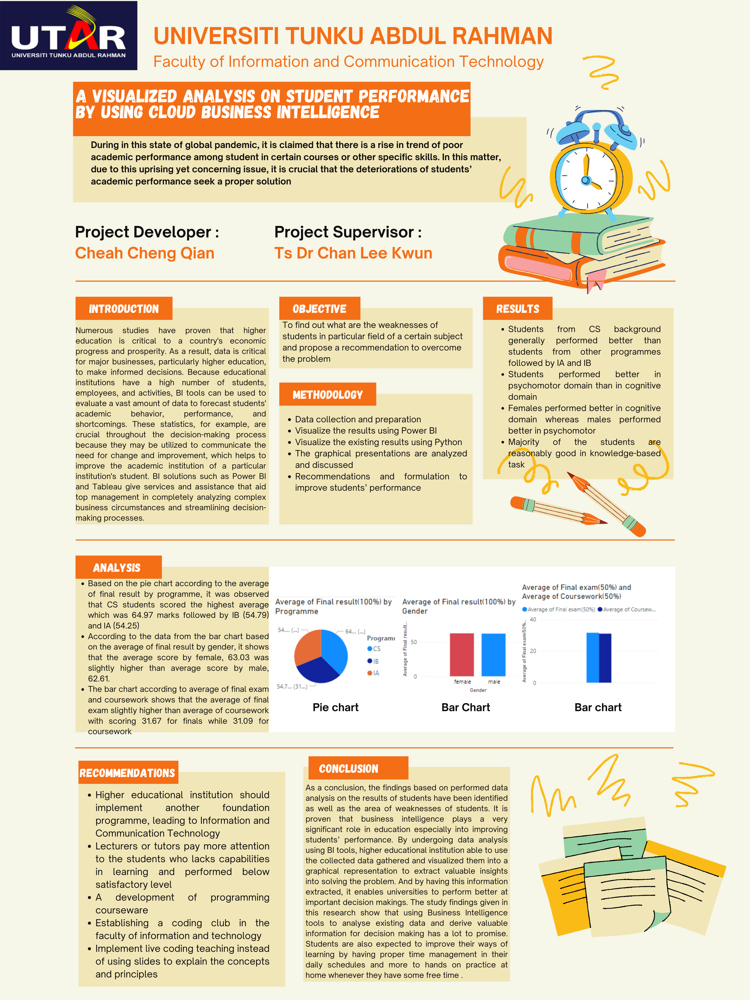 UTAR
UNIVERSITI TUNKU ABDUL RAHMAN
UNIVERSITI TUNKU ABDUL RAHMAN
Faculty of Information and Communication Technology
A VISUALIZED ANALYSIS ON STUDENT PERFORMANCE
BY USING CLOUD BUSINESS INTELLIGENCE
During in this state of global pandemic, it is claimed that there is a rise in trend of poor
academic performance among student in certain courses or other specific skills. In this matter,
due to this uprising yet concerning issue, it is crucial that the deteriorations of students’
academic performance seek a proper solution
Project Developer :
Cheah Cheng Qian
Project Supervisor :
Ts Dr Chan Lee Kwun
INTRODUCTION
Numerous studies have proven that higher
education is critical to a country's economic
progress and prosperity. As a result, data is critical
for major businesses, particularly higher education,
to make informed decisions. Because educational
institutions have a high number of students,
employees, and activities, BI tools can be used to
evaluate a vast amount of data to forecast students'
academic behavior, performance, and
shortcomings. These statistics, for example, are
crucial throughout the decision-making process
because they may be utilized to communicate the
need for change and improvement, which helps to
improve the academic institution of a particular
institution's student. BI solutions such as Power BI
and Tableau give services and assistance that aid
top management in completely analyzing complex
business circumstances and streamlining decision-
making processes.
OBJECTIVE
To find out what are the weaknesses of
students in particular field of a certain subject
and propose a recommendation to overcome
the problem
METHODOLOGY
• Data collection and preparation
• Visualize the results using Power BI
• Visualize the existing results using Python
• The graphical presentations are analyzed
and discussed
• Recommendations and formulation to
improve students’ performance
RESULTS
• Students from CS background
generally performed better than
students from other programmes
followed by IA and IB
• Students performed better in
psychomotor domain than in cognitive
domain
• Females performed better in cognitive
domain whereas males performed
better in psychomotor
• Majority of the students are
reasonably good in knowledge-based
task
ANALYSIS
• Based on the pie chart according to the average
of final result by programme, it was observed
that CS students scored the highest average
which was 64.97 marks followed by IB (54.79)
and IA (54.25)
• According to the data from the bar chart based
on the average of final result by gender, it shows
that the average score by female, 63.03 was
slightly higher than average score by male,
62.61.
• The bar chart according to average of final exam
and coursework shows that the average of final
exam slightly higher than average of coursework
with scoring 31.67 for finals while 31.09 for
coursework
Average of Final result(100%) by
Programme
54.... (...)
64... (...)
54.7... (31...)
Programm
CS
IB
IA
Pie chart
Average of Final result(100%) by
Gender
Average of Final result...
50
0
female
male
Gender
Bar Chart
Average of Final exam(50%) and
Average of Coursework(50%)
Average of Final exam(50%) Average of Coursew...
Average of Final exam(50%...
40
20
0
Bar chart
RECOMMENDATIONS
• Higher educational institution should
implement another foundation
programme, leading to Information and
Communication Technology
• Lecturers or tutors pay more attention
to the students who lacks capabilities
in learning and performed below
satisfactory level
• A development of programming
courseware
• Establishing a coding club in the
faculty of information and technology
• Implement live coding teaching instead
of using slides to explain the concepts
and principles
CONCLUSION
As a conclusion, the findings based on performed data
analysis on the results of students have been identified
as well as the area of weaknesses of students. It is
proven that business intelligence plays a very
significant role in education especially into improving
students’ performance. By undergoing data analysis
using BI tools, higher educational institution able to use
the collected data gathered and visualized them into a
graphical representation to extract valuable insights
into solving the problem. And by having this information
extracted, it enables universities to perform better at
important decision makings. The study findings given in
this research show that using Business Intelligence
tools to analyse existing data and derive valuable
information for decision making has a lot to promise.
Students are also expected to improve their ways of
learning by having proper time management in their
daily schedules and more to hands on practice at
home whenever they have some free time .